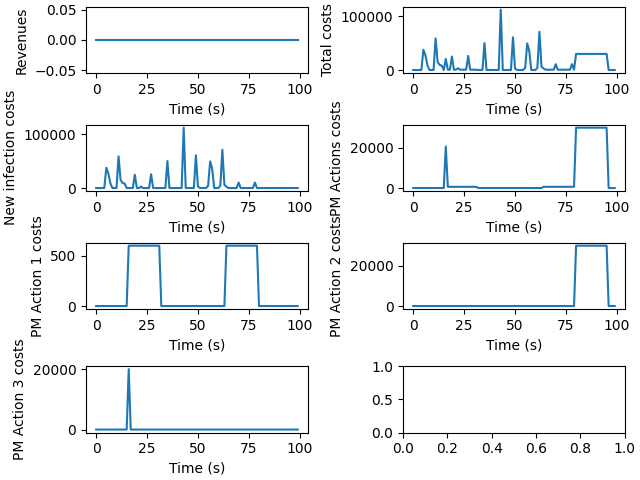 Revenues
0.05
0.00
−0.05
0 25 50 75 100
Time (s)
Total costs
100000
0
0 25 50 75 100
Time (s)
New infection costs
100000
0
0 25 50 75 100
Time (s)
PM Actions costs
20000
0
0 25 50 75 100
Time (s)
PM Action 1 costs
500
0
0 25 50 75 100
Time (s)
PM Action 2 costs
20000
0
0 25 50 75 100
Time (s)
PM Action 3 costs
20000
0
0 25 50 75 100
Time (s)
1.0
0.5
0.0
0.0 0.2 0.4 0.6 0.8 1.0